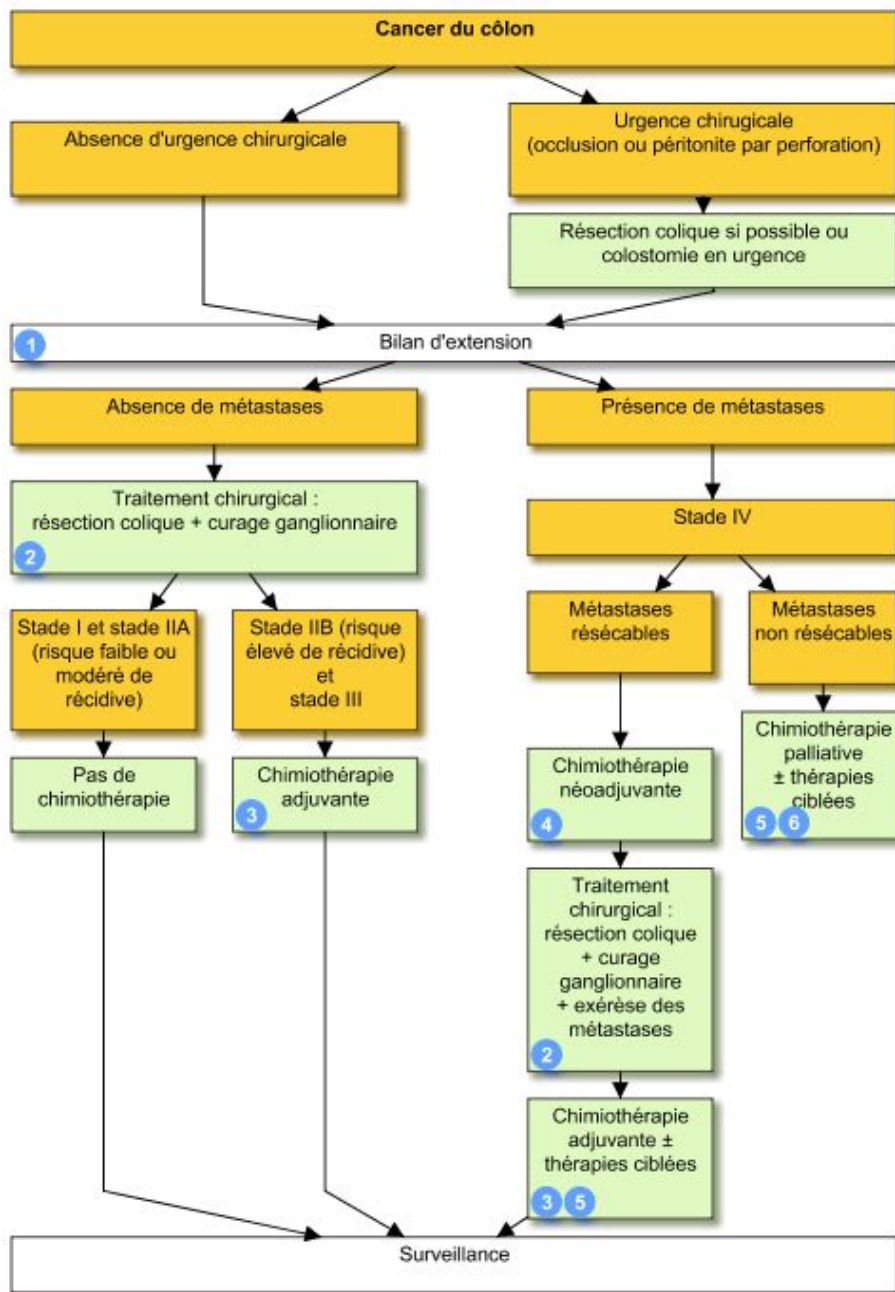 Cancer du côlon
Absence d'urgence chirurgicale
Urgence chirugicale
(occlusion ou péritonite par perforation)
Résection colique si possible ou
colostomie en urgence
1
Bilan d'extension
Absence de métastases
Présence de métastases
Traitement chirurgical :
résection colique + curage ganglionnaire
2
Stade IV
Stade I et stade IIA
(risque faible ou
modéré de
récidive)
Stade IIB (risque
élevé de récidive)
et
stade III
Métastases
résécables
Métastases
non résécables
Pas de
chimiothérapie
Chimiothérapie
adjuvante
3
Chimiothérapie
néoadjuvante
4
Chimiothérapie
palliative
± thérapies
ciblées
5 6
Traitement
chirurgical :
résection colique
+ curage
ganglionnaire
+ exérèse des
métastases
2
Chimiothérapie
adjuvante ±
thérapies ciblées
3 5
Surveillance